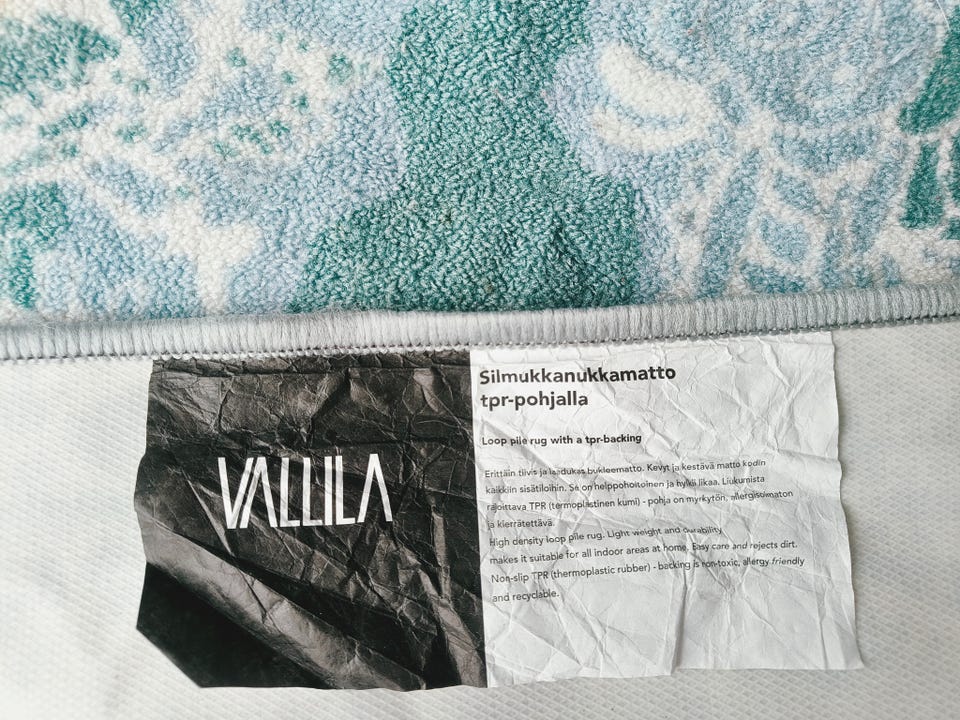 VALLILA
Silmukkanukkamatto
tpr-pohjalla
Loop pile rug with a tpr-backing
Erittäin tiivis ja laadukas bukleematto. Kevyt ja kestävä matto kodin
kaikkiin sisätiloihin. Se on helppohoitoinen ja hylkii likaa. Liukumista
rajoittava TPR (termoplastinen kumi) - pohja on myrkytön, allergisoimaton
ja kierrätettävä.
High density loop pile rug. Light weight and durability
makes it suitable for all indoor areas at home. Easy care and rejects dirt.
Non-slip TPR (thermoplastic rubber) - backing is non-toxic, allergy friendly
and recyclable.